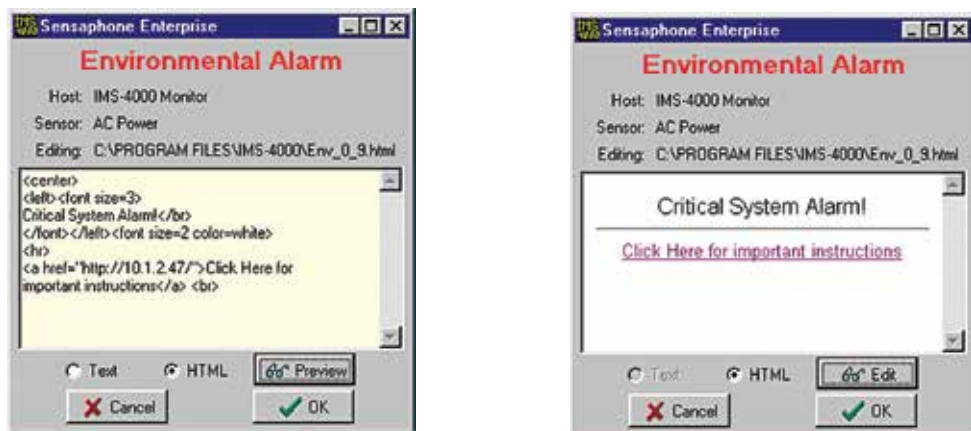 Sensaphone Enterprise
Environmental Alarm
Host: IMS-4000 Monitor
Sensor: AC Power
Editing: C:\PROGRAM FILES\IMS-4000\Env_0_9.html
<center>
<left><font size=3>
Critical System Alarm!</br>
</font></left><font size=2 color=white>
<hr>
<a href="http://10.1.2.47/">Click Here for
important instructions</a> <br>
Text HTML Preview
Cancel OK
Sensaphone Enterprise
Environmental Alarm
Host: IMS-4000 Monitor
Sensor: AC Power
Editing: C:\PROGRAM FILES\IMS-4000\Env_0_9.html
Critical System Alarm!
Click Here for important instructions
Text HTML Edit
Cancel OK